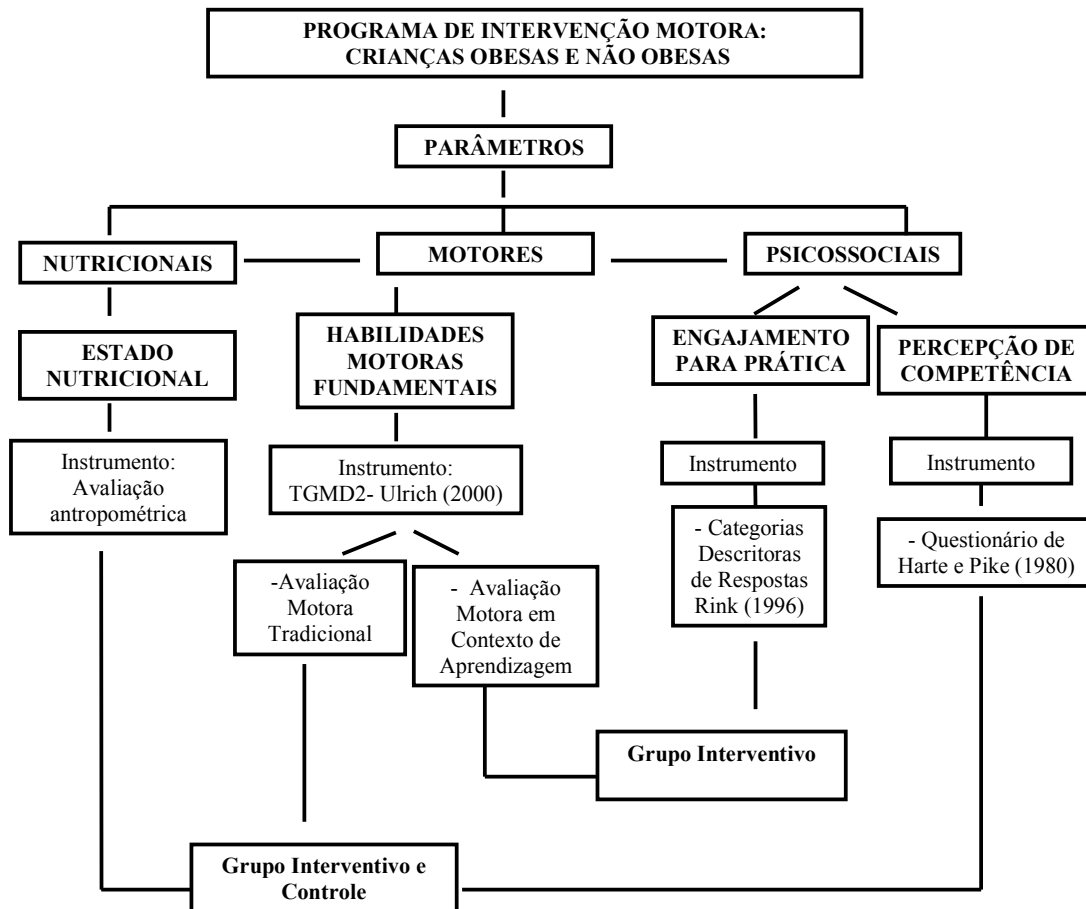 PROGRAMA DE INTERVENÇÃO MOTORA:
CRIANÇAS OBESAS E NÃO OBESAS
PARÂMETROS
NUTRICIONAIS
MOTORES
PSICOSSOCIAIS
ESTADO
NUTRICIONAL
HABILIDADES
MOTORAS
FUNDAMENTAIS
ENGAJAMENTO
PARA PRÁTICA
PERCEPÇÃO DE
COMPETÊNCIA
Instrumento:
Avaliação
antropométrica
Instrumento:
TGMD2- Ulrich (2000)
Instrumento
Instrumento
-Avaliação
Motora
Tradicional
- Avaliação
Motora em
Contexto de
Aprendizagem
- Categorias
Descritoras
de Respostas
Rink (1996)
- Questionário de
Harte e Pike (1980)
Grupo Interventivo
Grupo Interventivo e
Controle